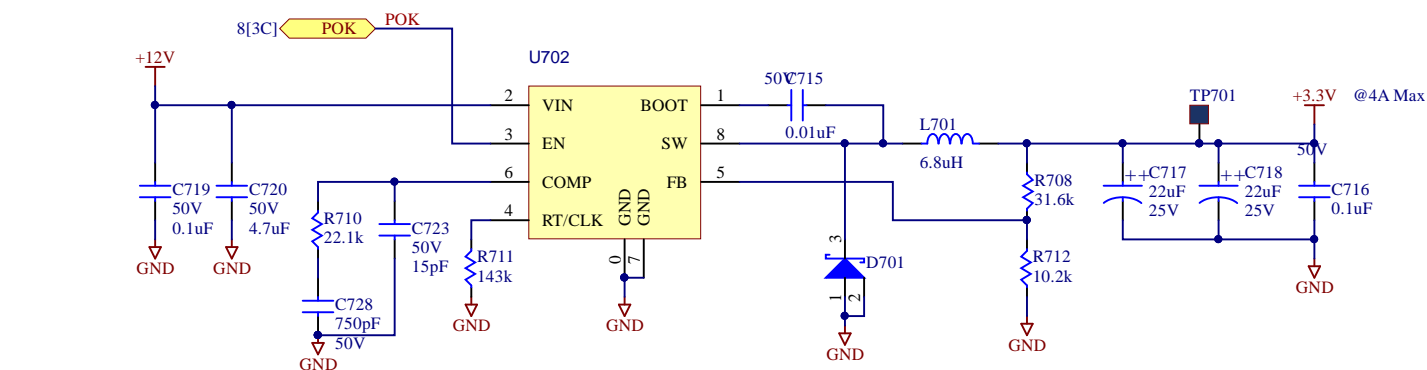 8[3C]
POK
POK
+12V
U702
2
VIN
3
EN
6
COMP
4
RT/CLK
BOOT
1
SW
8
FB
5
GND
GND
0
7
50V
C715
0.01uF
L701
6.8uH
TP701
+3.3V
@4A Max
C719
50V
0.1uF
GND
C720
50V
4.7uF
GND
R710
22.1k
C723
50V
15pF
C728
750pF
50V
GND
R711
143k
GND
GND
3
D701
1
2
GND
R708
31.6k
R712
10.2k
GND
++
C717
22uF
25V
++
C718
22uF
25V
50V
C716
0.1uF
GND